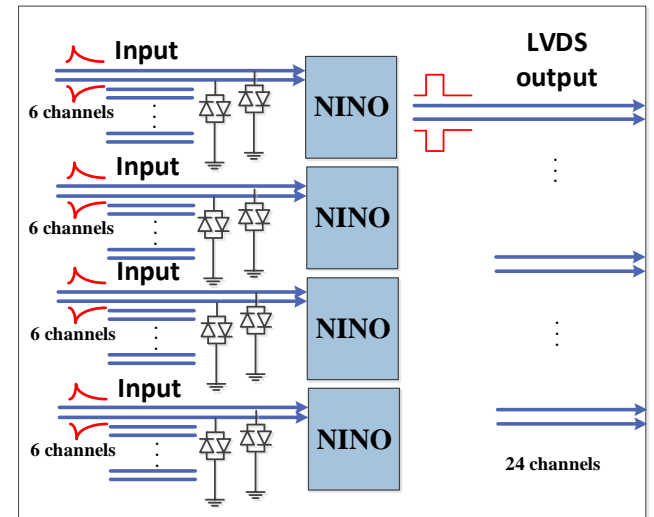 Input
6 channels
NINO
LVDS
output
Input
6 channels
NINO
Input
6 channels
NINO
Input
6 channels
NINO
24 channels